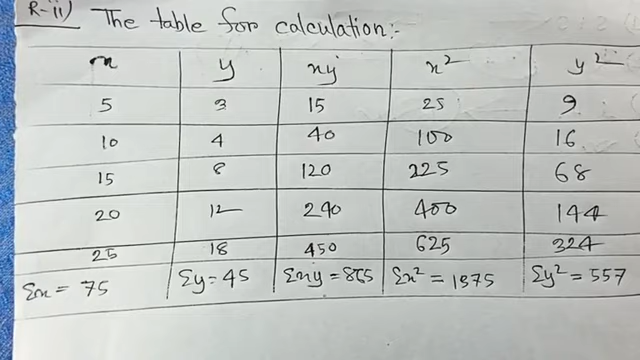 R-ii) The table for calculation:-
x y xy x² y²
5 3 15 25 9
10 4 40 100 16
15 8 120 225 68
20 12 240 400 144
25 18 450 625 324
Σx = 75 Σy = 45 Σxy = 865 Σx² = 1375 Σy² = 557